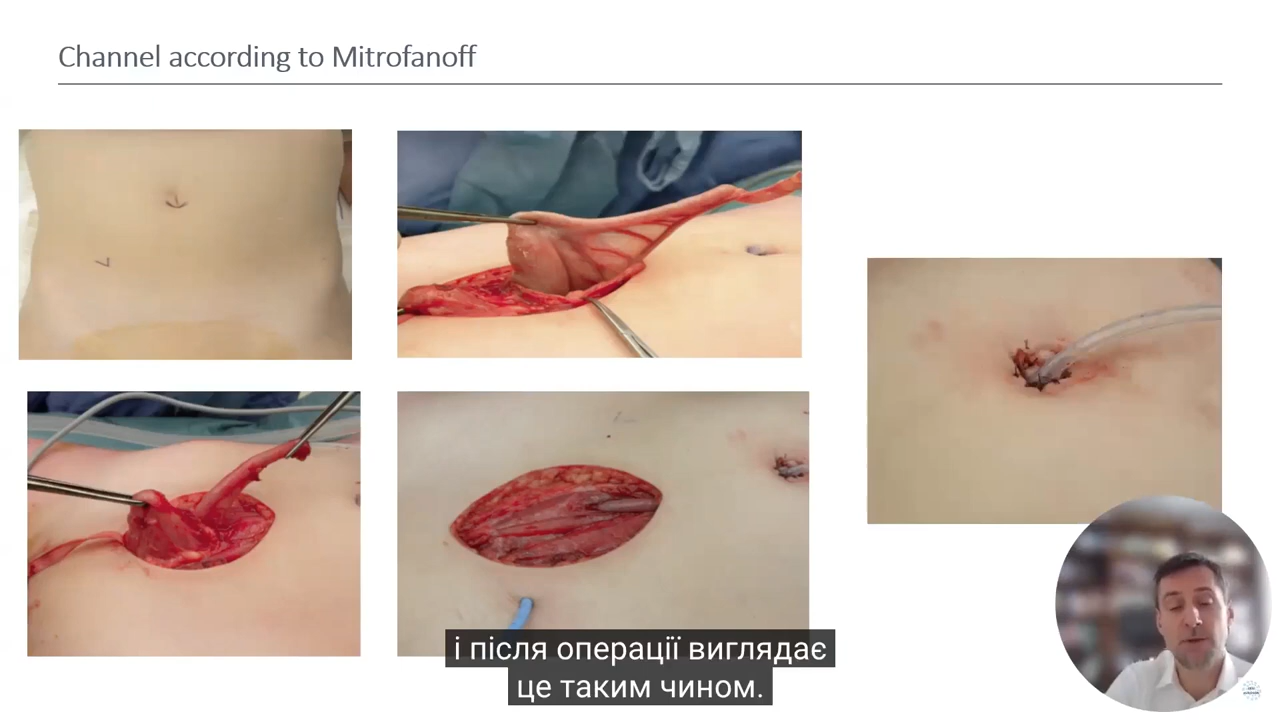 Channel according to Mitrofanoff
і після операції виглядає
це таким чином.